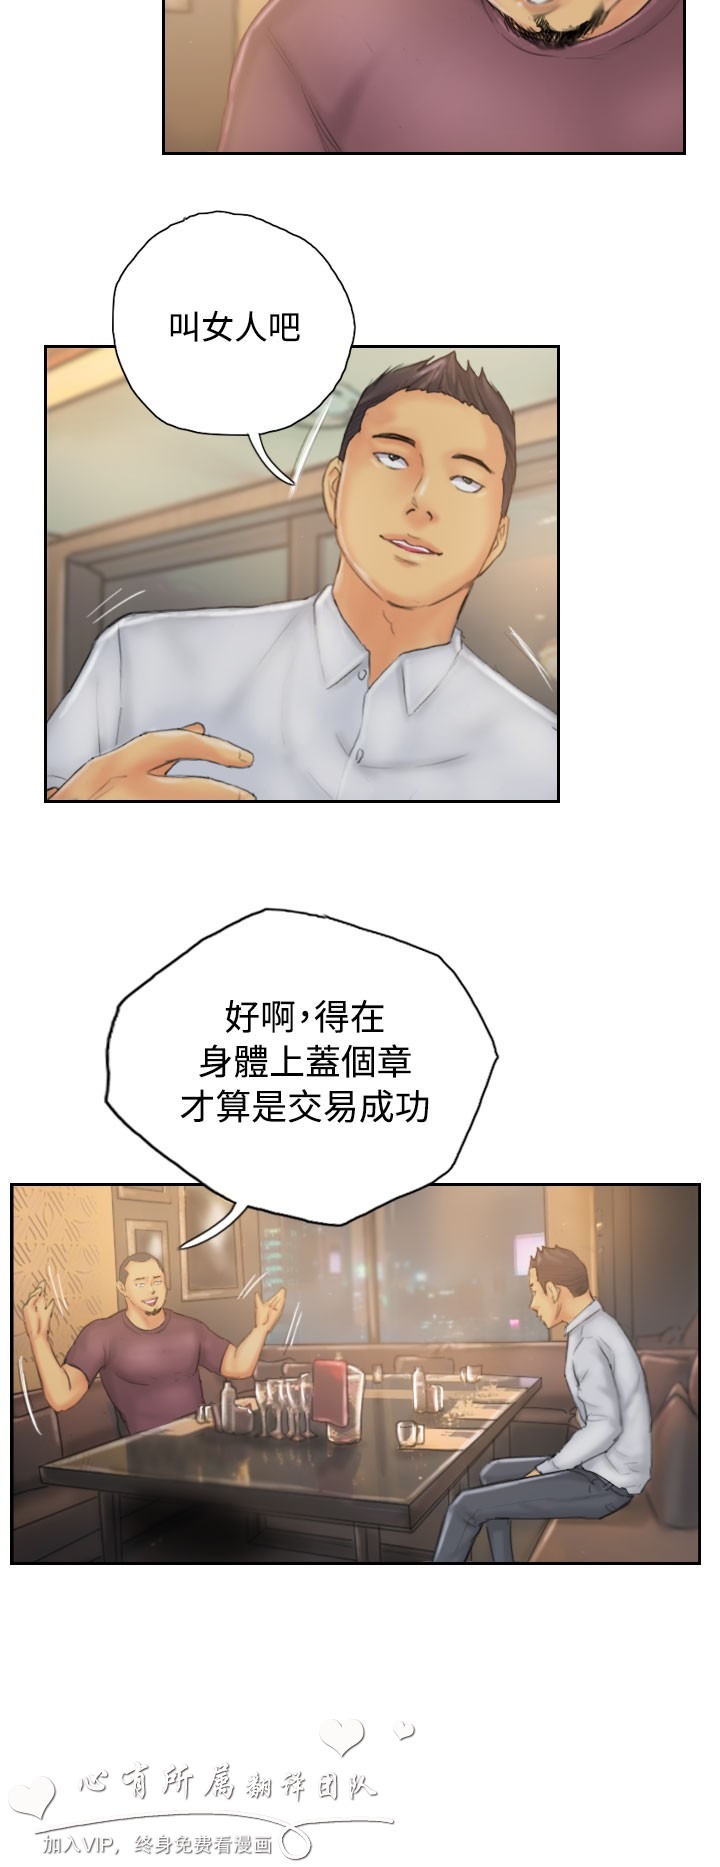 叫女人吧
好啊，得在
身體上蓋個章
才算是交易成功
心有所属翻译团队
加入VIP，终身免费看漫画